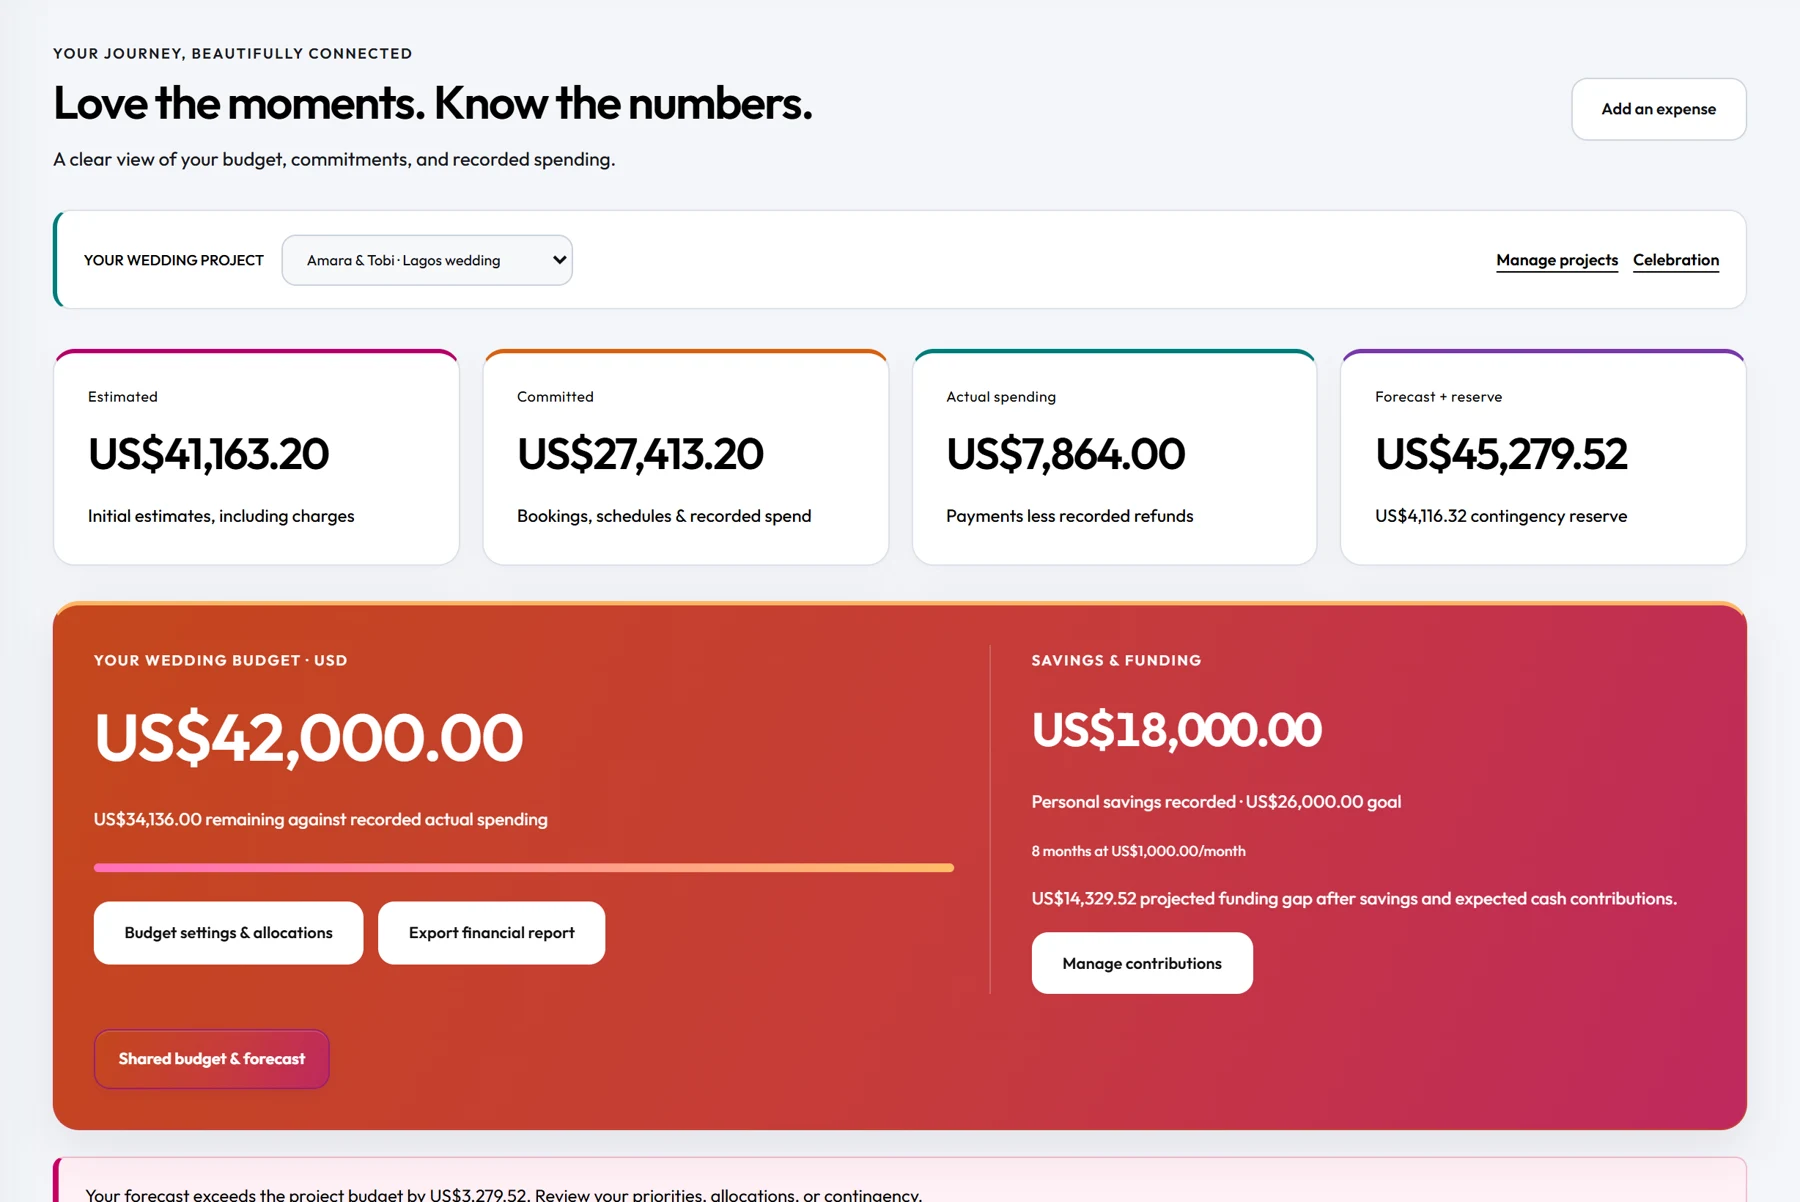 YOUR JOURNEY, BEAUTIFULLY CONNECTED
Love the moments. Know the numbers.
A clear view of your budget, commitments, and recorded spending.
Add an expense
YOUR WEDDING PROJECT
Amara & Tobi · Lagos wedding
Manage projects
Celebration
Estimated
US$41,163.20
Initial estimates, including charges
Committed
US$27,413.20
Bookings, schedules & recorded spend
Actual spending
US$7,864.00
Payments less recorded refunds
Forecast + reserve
US$45,279.52
US$4,116.32 contingency reserve
YOUR WEDDING BUDGET · USD
US$42,000.00
US$34,136.00 remaining against recorded actual spending
Budget settings & allocations
Export financial report
Shared budget & forecast
SAVINGS & FUNDING
US$18,000.00
Personal savings recorded · US$26,000.00 goal
8 months at US$1,000.00/month
US$14,329.52 projected funding gap after savings and expected cash contributions.
Manage contributions
Your forecast exceeds the project budget by US$3,279.52. Review your priorities, allocations, or contingency.